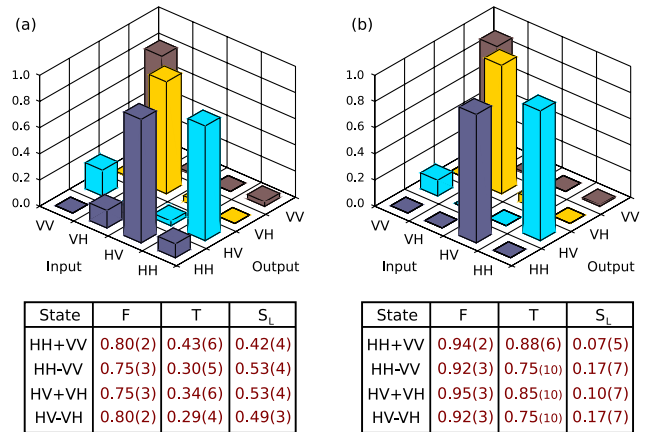 (a)
1.0
0.8
0.6
0.4
0.2
0.0
VV
VH
HV
HH
Input
HH
HV
VH
VV
Output
State F T S_L
HH+VV 0.80(2) 0.43(6) 0.42(4)
HH-VV 0.75(3) 0.30(5) 0.53(4)
HV+VH 0.75(3) 0.34(6) 0.53(4)
HV-VH 0.80(2) 0.29(4) 0.49(3)
(b)
1.0
0.8
0.6
0.4
0.2
0.0
VV
VH
HV
HH
Input
HH
HV
VH
VV
Output
State F T S_L
HH+VV 0.94(2) 0.88(6) 0.07(5)
HH-VV 0.92(3) 0.75(10) 0.17(7)
HV+VH 0.95(3) 0.85(10) 0.10(7)
HV-VH 0.92(3) 0.75(10) 0.17(7)